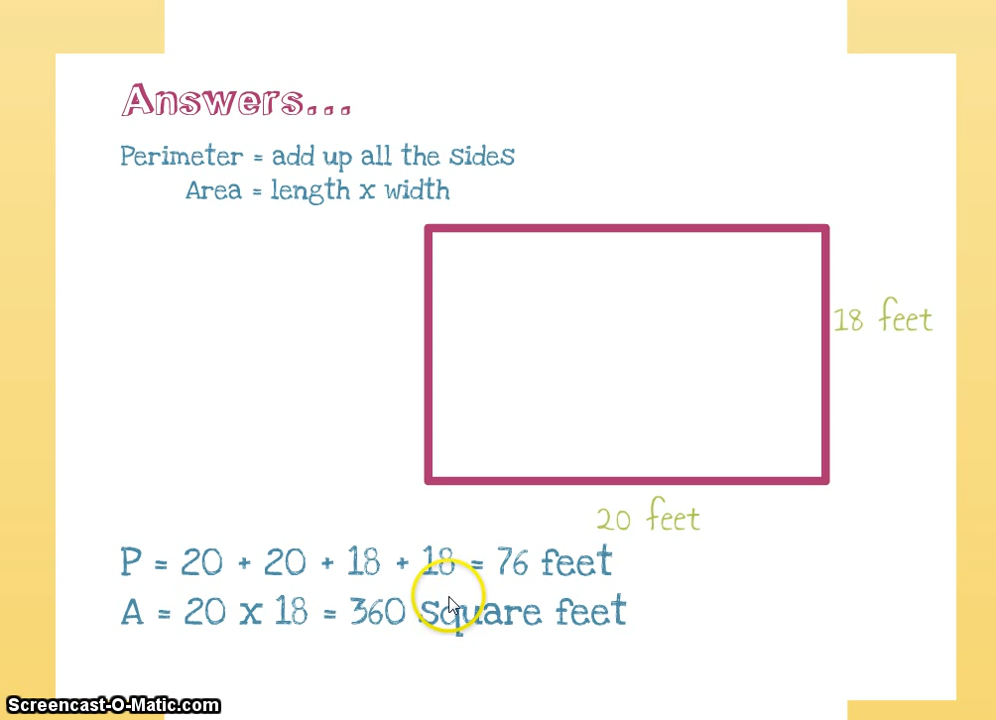 Answers...
Perimeter = add up all the sides
Area = length x width
18 feet
20 feet
P = 20 + 20 + 18 + 18 = 76 feet
A = 20 x 18 = 360 square feet
Screencast-O-Matic.com